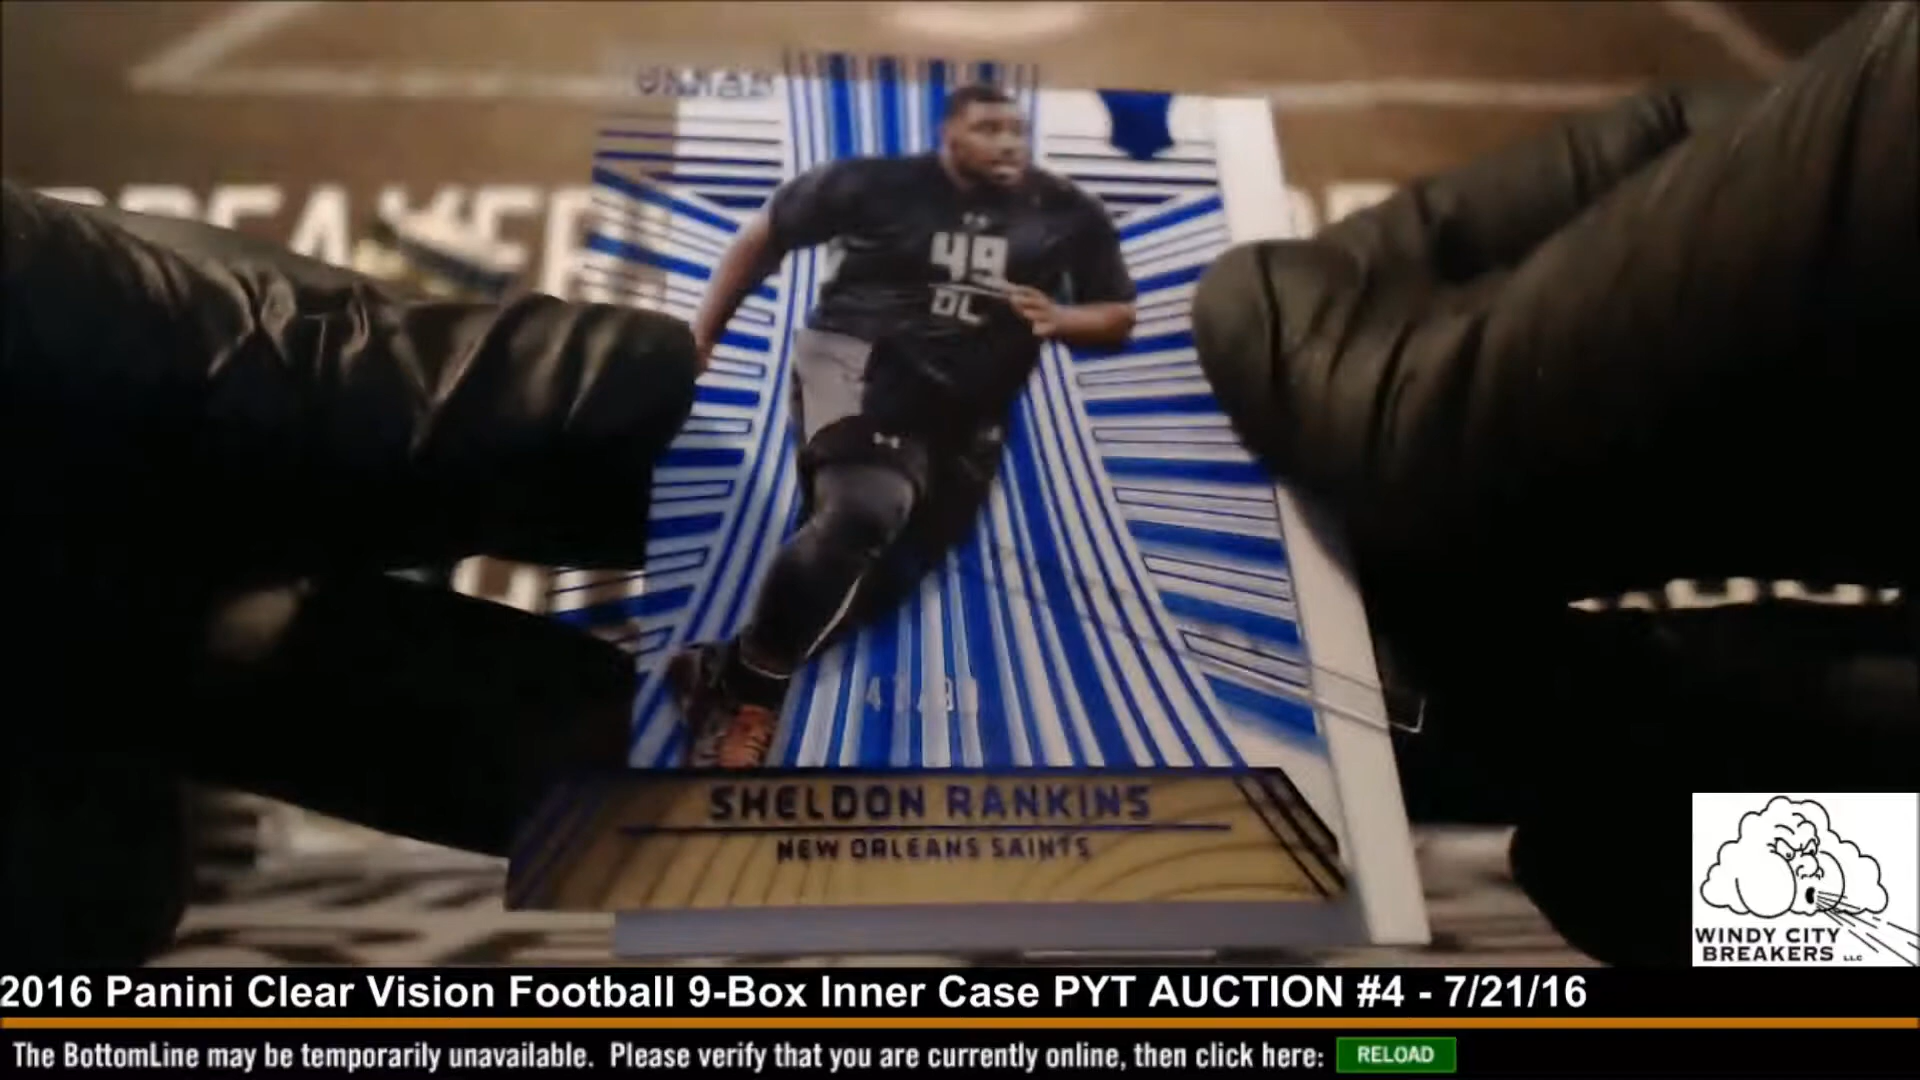 49
DL
SHELDON RANKINS
NEW ORLEANS SAINTS
WINDY CITY
BREAKERS LLC
2016 Panini Clear Vision Football 9-Box Inner Case PYT AUCTION #4 - 7/21/16
The BottomLine may be temporarily unavailable. Please verify that you are currently online, then click here: RELOAD